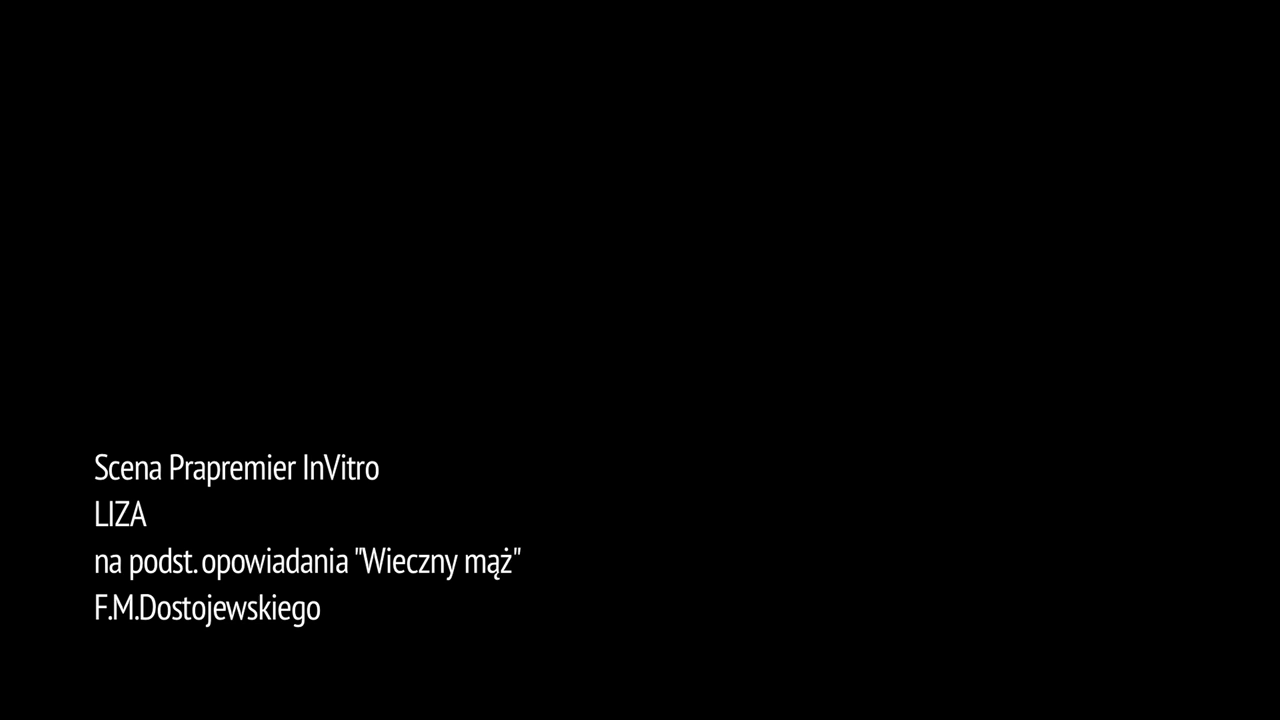 Scena Prapremier InVitro
LIZA
na podst. opowiadania "Wieczny mąż"
F.M.Dostojewskiego